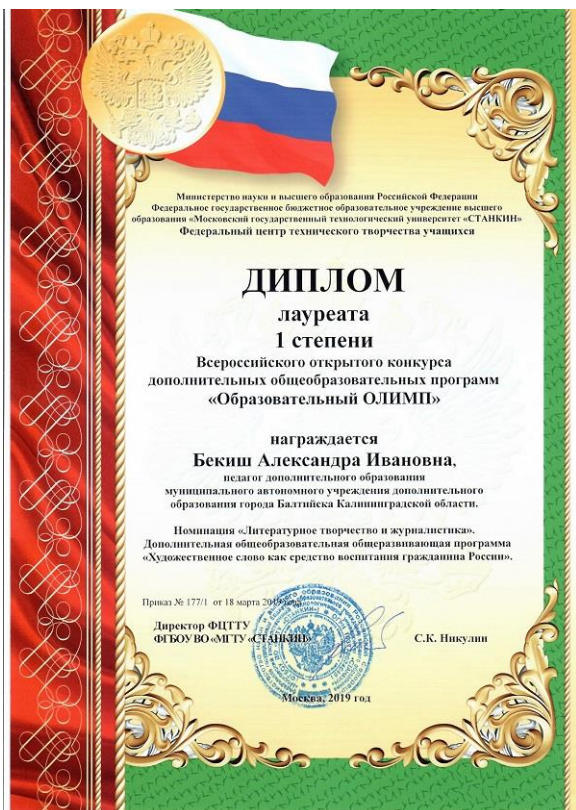 Министерство науки и высшего образования Российской Федерации
Федеральное государственное бюджетное образовательное учреждение высшего
образования «Московский государственный технологический университет «СТАНКИН»
Федеральный центр технического творчества учащихся
ДИПЛОМ
лауреата
1 степени
Всероссийского открытого конкурса
дополнительных общеобразовательных программ
«Образовательный ОЛИМП»
награждается
Бекиш Александра Ивановна,
педагог дополнительного образования
муниципального автономного учреждения дополнительного
образования города Балтийска Калининградской области.
Номинация «Литературное творчество и журналистика».
Дополнительная общеобразовательная общеразвивающая программа
«Художественное слово как средство воспитания гражданина России».
Приказ № 177/1 от 18 марта 2019 года
Директор ФЦТТУ
ФГБОУ ВО «МГТУ «СТАНКИН»
С.К. Никулин
Москва, 2019 год